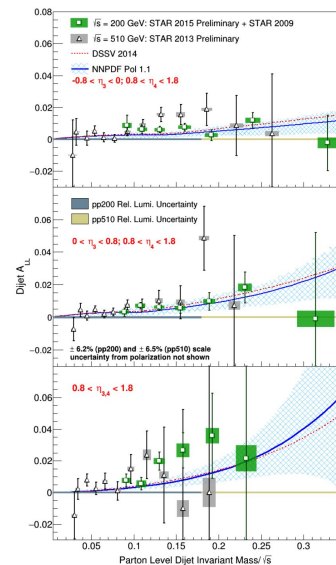 √s = 200 GeV: STAR 2015 Preliminary + STAR 2009
√s = 510 GeV: STAR 2013 Preliminary
DSSV 2014
NNPDF Pol 1.1
-0.8 < η3 < 0; 0.8 < η4 < 1.8
0.08
0.06
0.04
0.02
0
−0.02
pp200 Rel. Lumi. Uncertainty
pp510 Rel. Lumi. Uncertainty
0 < η3 < 0.8; 0.8 < η4 < 1.8
Dijet ALL
0.06
0.04
0.02
0
−0.02
± 6.2% (pp200) and ± 6.5% (pp510) scale
uncertainty from polarization not shown
0.8 < η3,4 < 1.8
0.06
0.04
0.02
0
−0.02
0.05 0.1 0.15 0.2 0.25 0.3
Parton Level Dijet Invariant Mass/√s